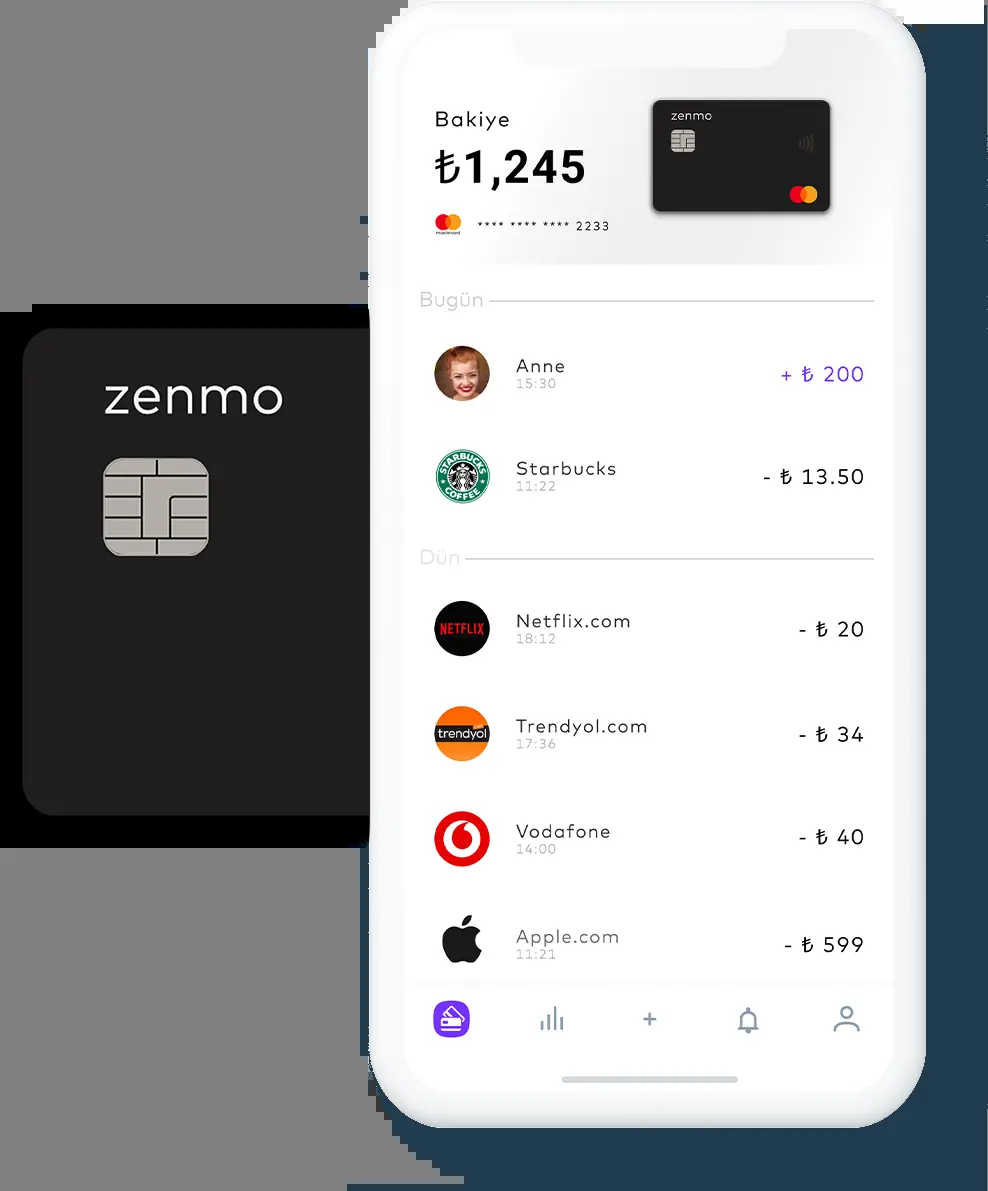 Bakiye
₺1,245
mastercard
**** **** **** 2233
zenmo
Bugün
Anne
15:30
+ ₺ 200
STARBUCKS
COFFEE
Starbucks
11:22
- ₺ 13.50
Dün
NETFLIX
Netflix.com
18:12
- ₺ 20
trendyol
Trendyol.com
17:36
- ₺ 34
Vodafone
14:00
- ₺ 40
Apple.com
11:21
- ₺ 599
zenmo